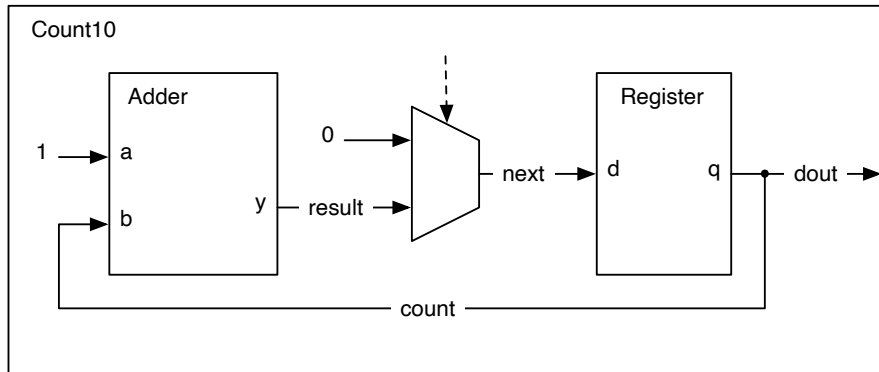 Count10
Adder
Register
1
a
b
y
result
0
next
d
q
dout
count